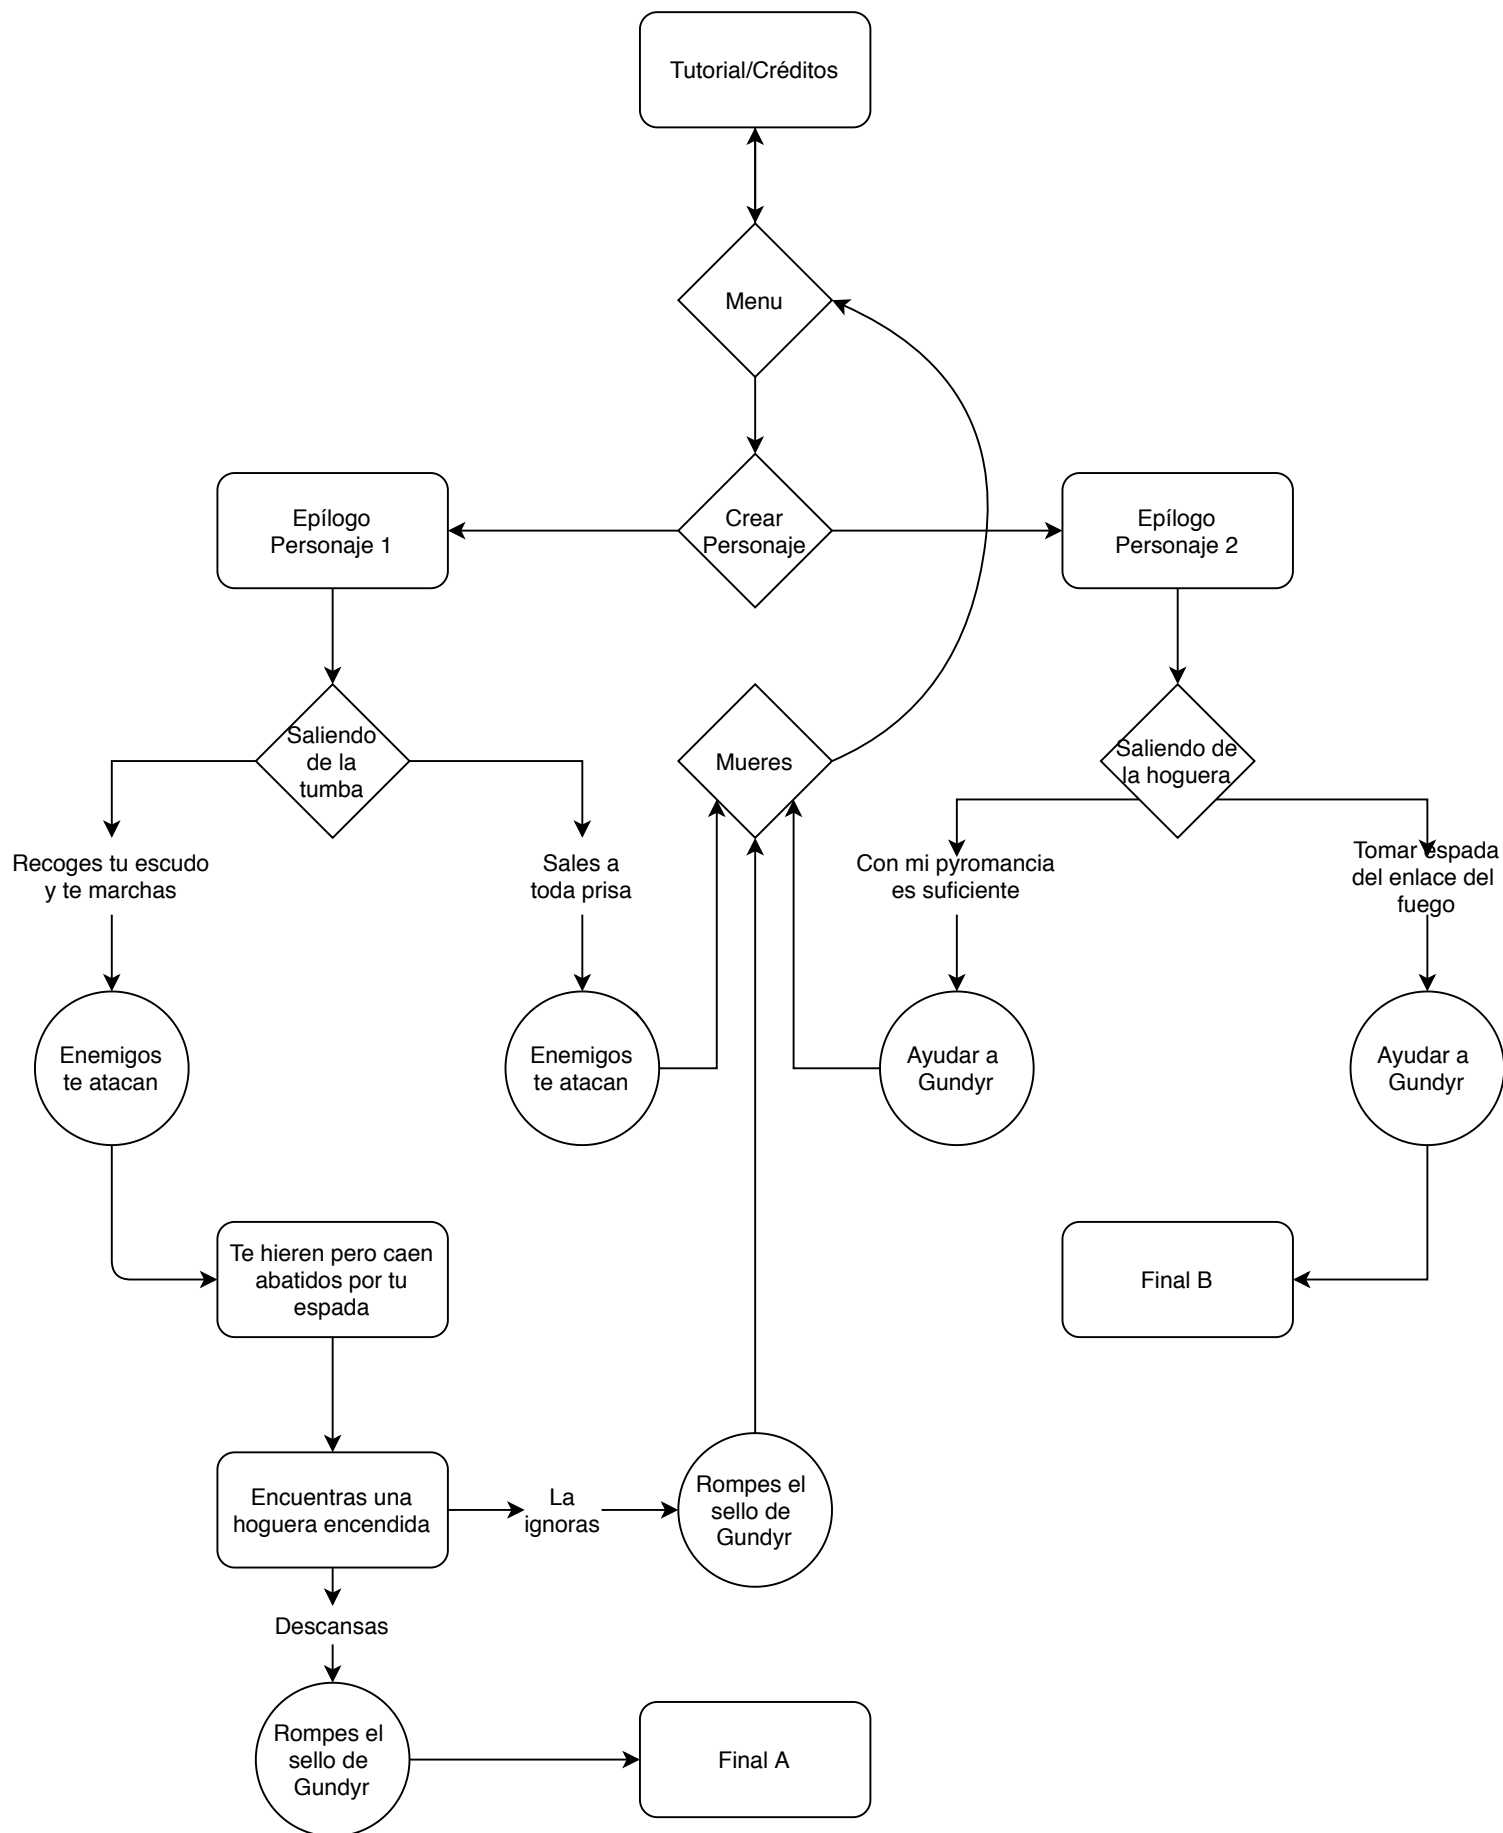 Tutorial/Créditos
Menu
Epílogo
Personaje 1
Crear
Personaje
Epílogo
Personaje 2
Saliendo
de la
tumba
Mueres
Saliendo de
la hoguera
Recoges tu escudo
y te marchas
Sales a
toda prisa
Con mi pyromancia
es suficiente
Tomar espada
del enlace del
fuego
Enemigos
te atacan
Enemigos
te atacan
Ayudar a
Gundyr
Ayudar a
Gundyr
Te hieren pero caen
abatidos por tu
espada
Final B
Encuentras una
hoguera encendida
La
ignoras
Rompes el
sello de
Gundyr
Descansas
Rompes el
sello de
Gundyr
Final A